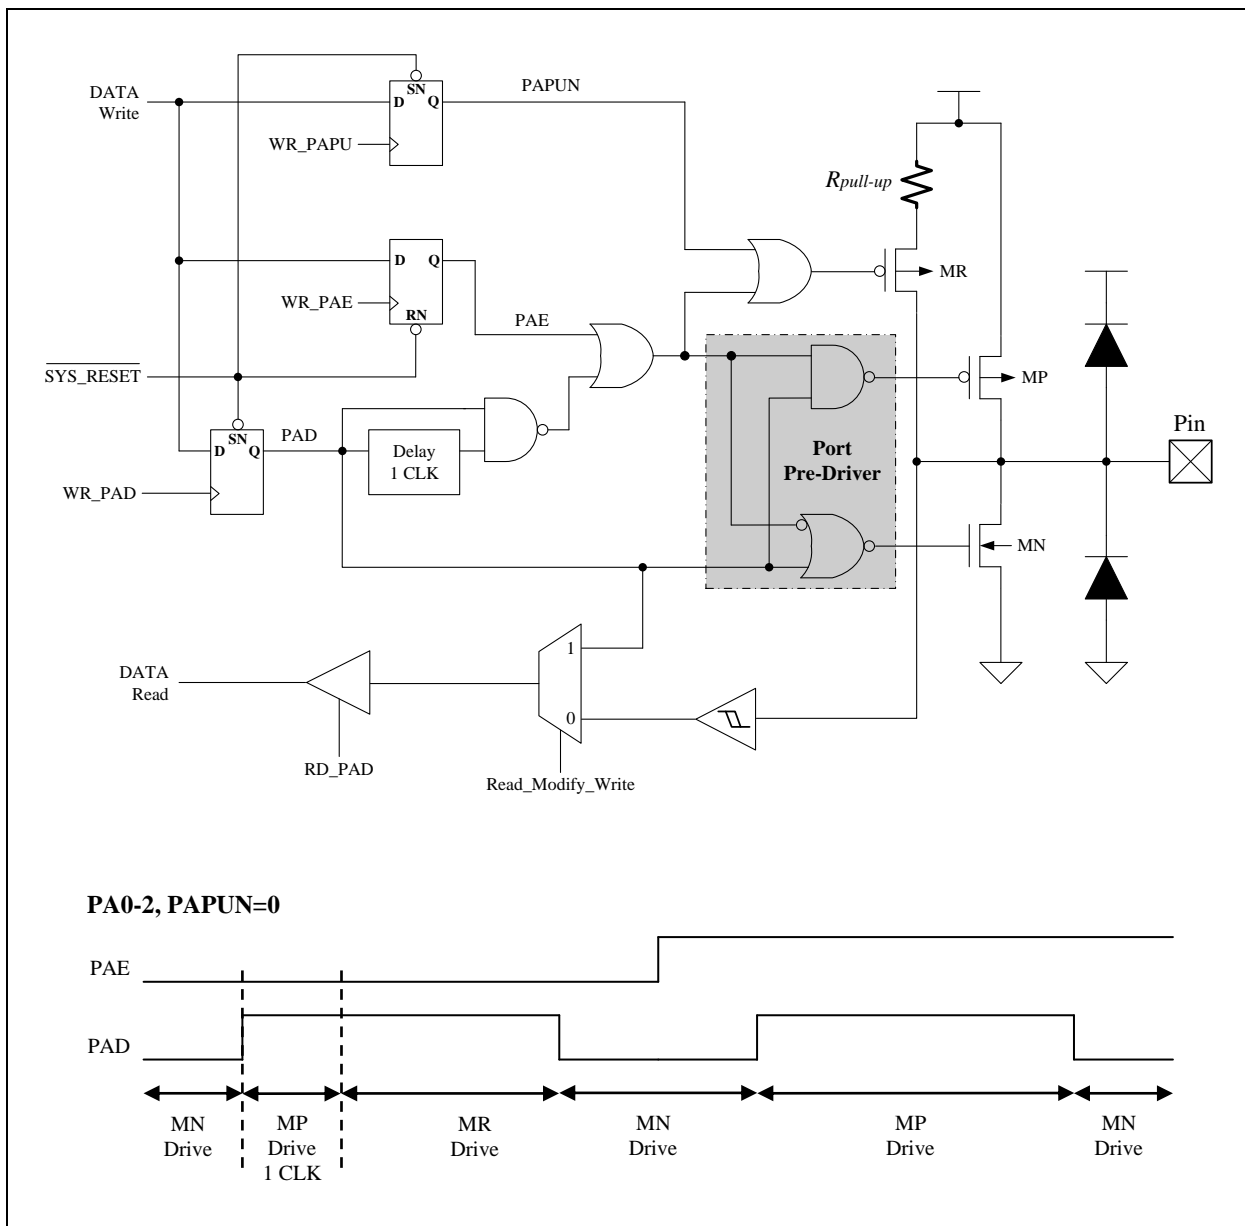 DATA
Write
SN
D
Q
PAPUN
WR_PAPU
Rpull-up
D
Q
MR
WR_PAE
RN
PAE
SYS_RESET
MP
SN
D
Q
PAD
Delay
1 CLK
Port
Pre-Driver
Pin
WR_PAD
MN
1
DATA
Read
0
RD_PAD
Read_Modify_Write
PA0-2, PAPUN=0
PAE
PAD
MN
Drive
MP
Drive
1 CLK
MR
Drive
MN
Drive
MP
Drive
MN
Drive